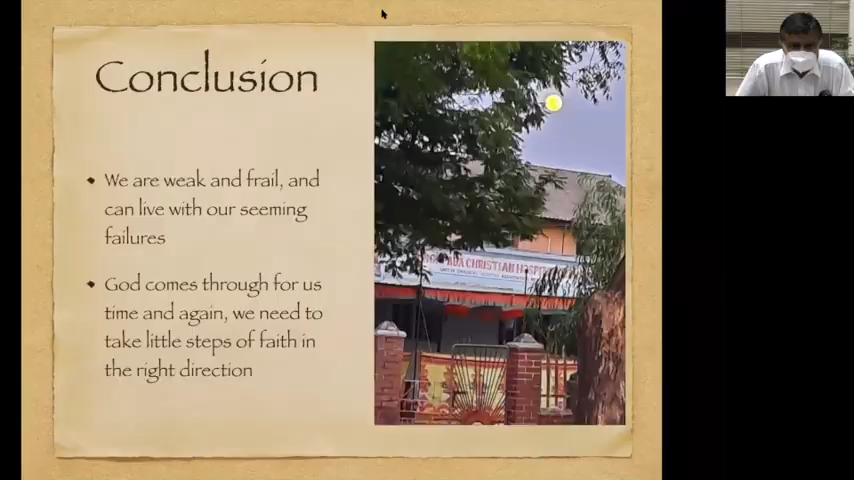 Conclusion
We are weak and frail, and
can live with our seeming
failures
God comes through for us
time and again, we need to
take little steps of faith in
the right direction
CHRISTIAN